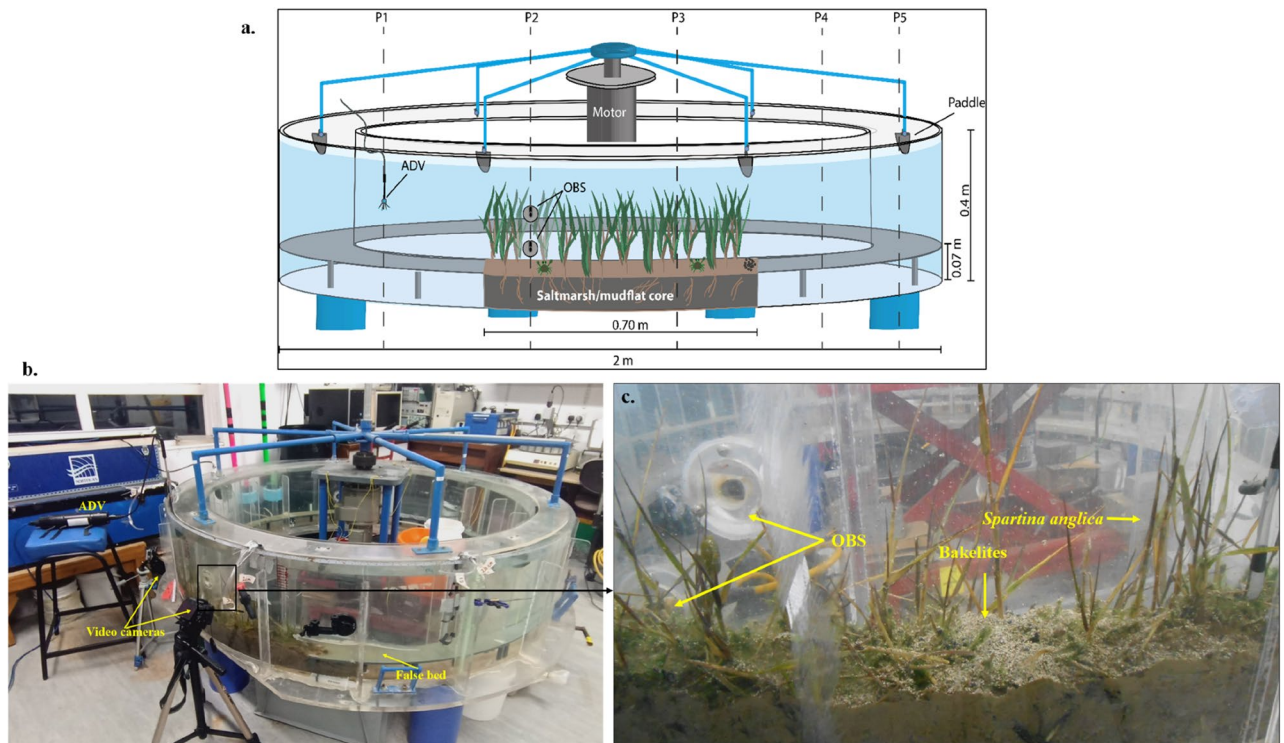 a.
P1 P2 P3 P4 P5
Motor
Paddle
ADV
OBS
0.4 m
0.07 m
Saltmarsh/mudflat core
0.70 m
2 m
b.
ADV
Video cameras
False bed
c.
OBS
Bakelites
Spartina anglica